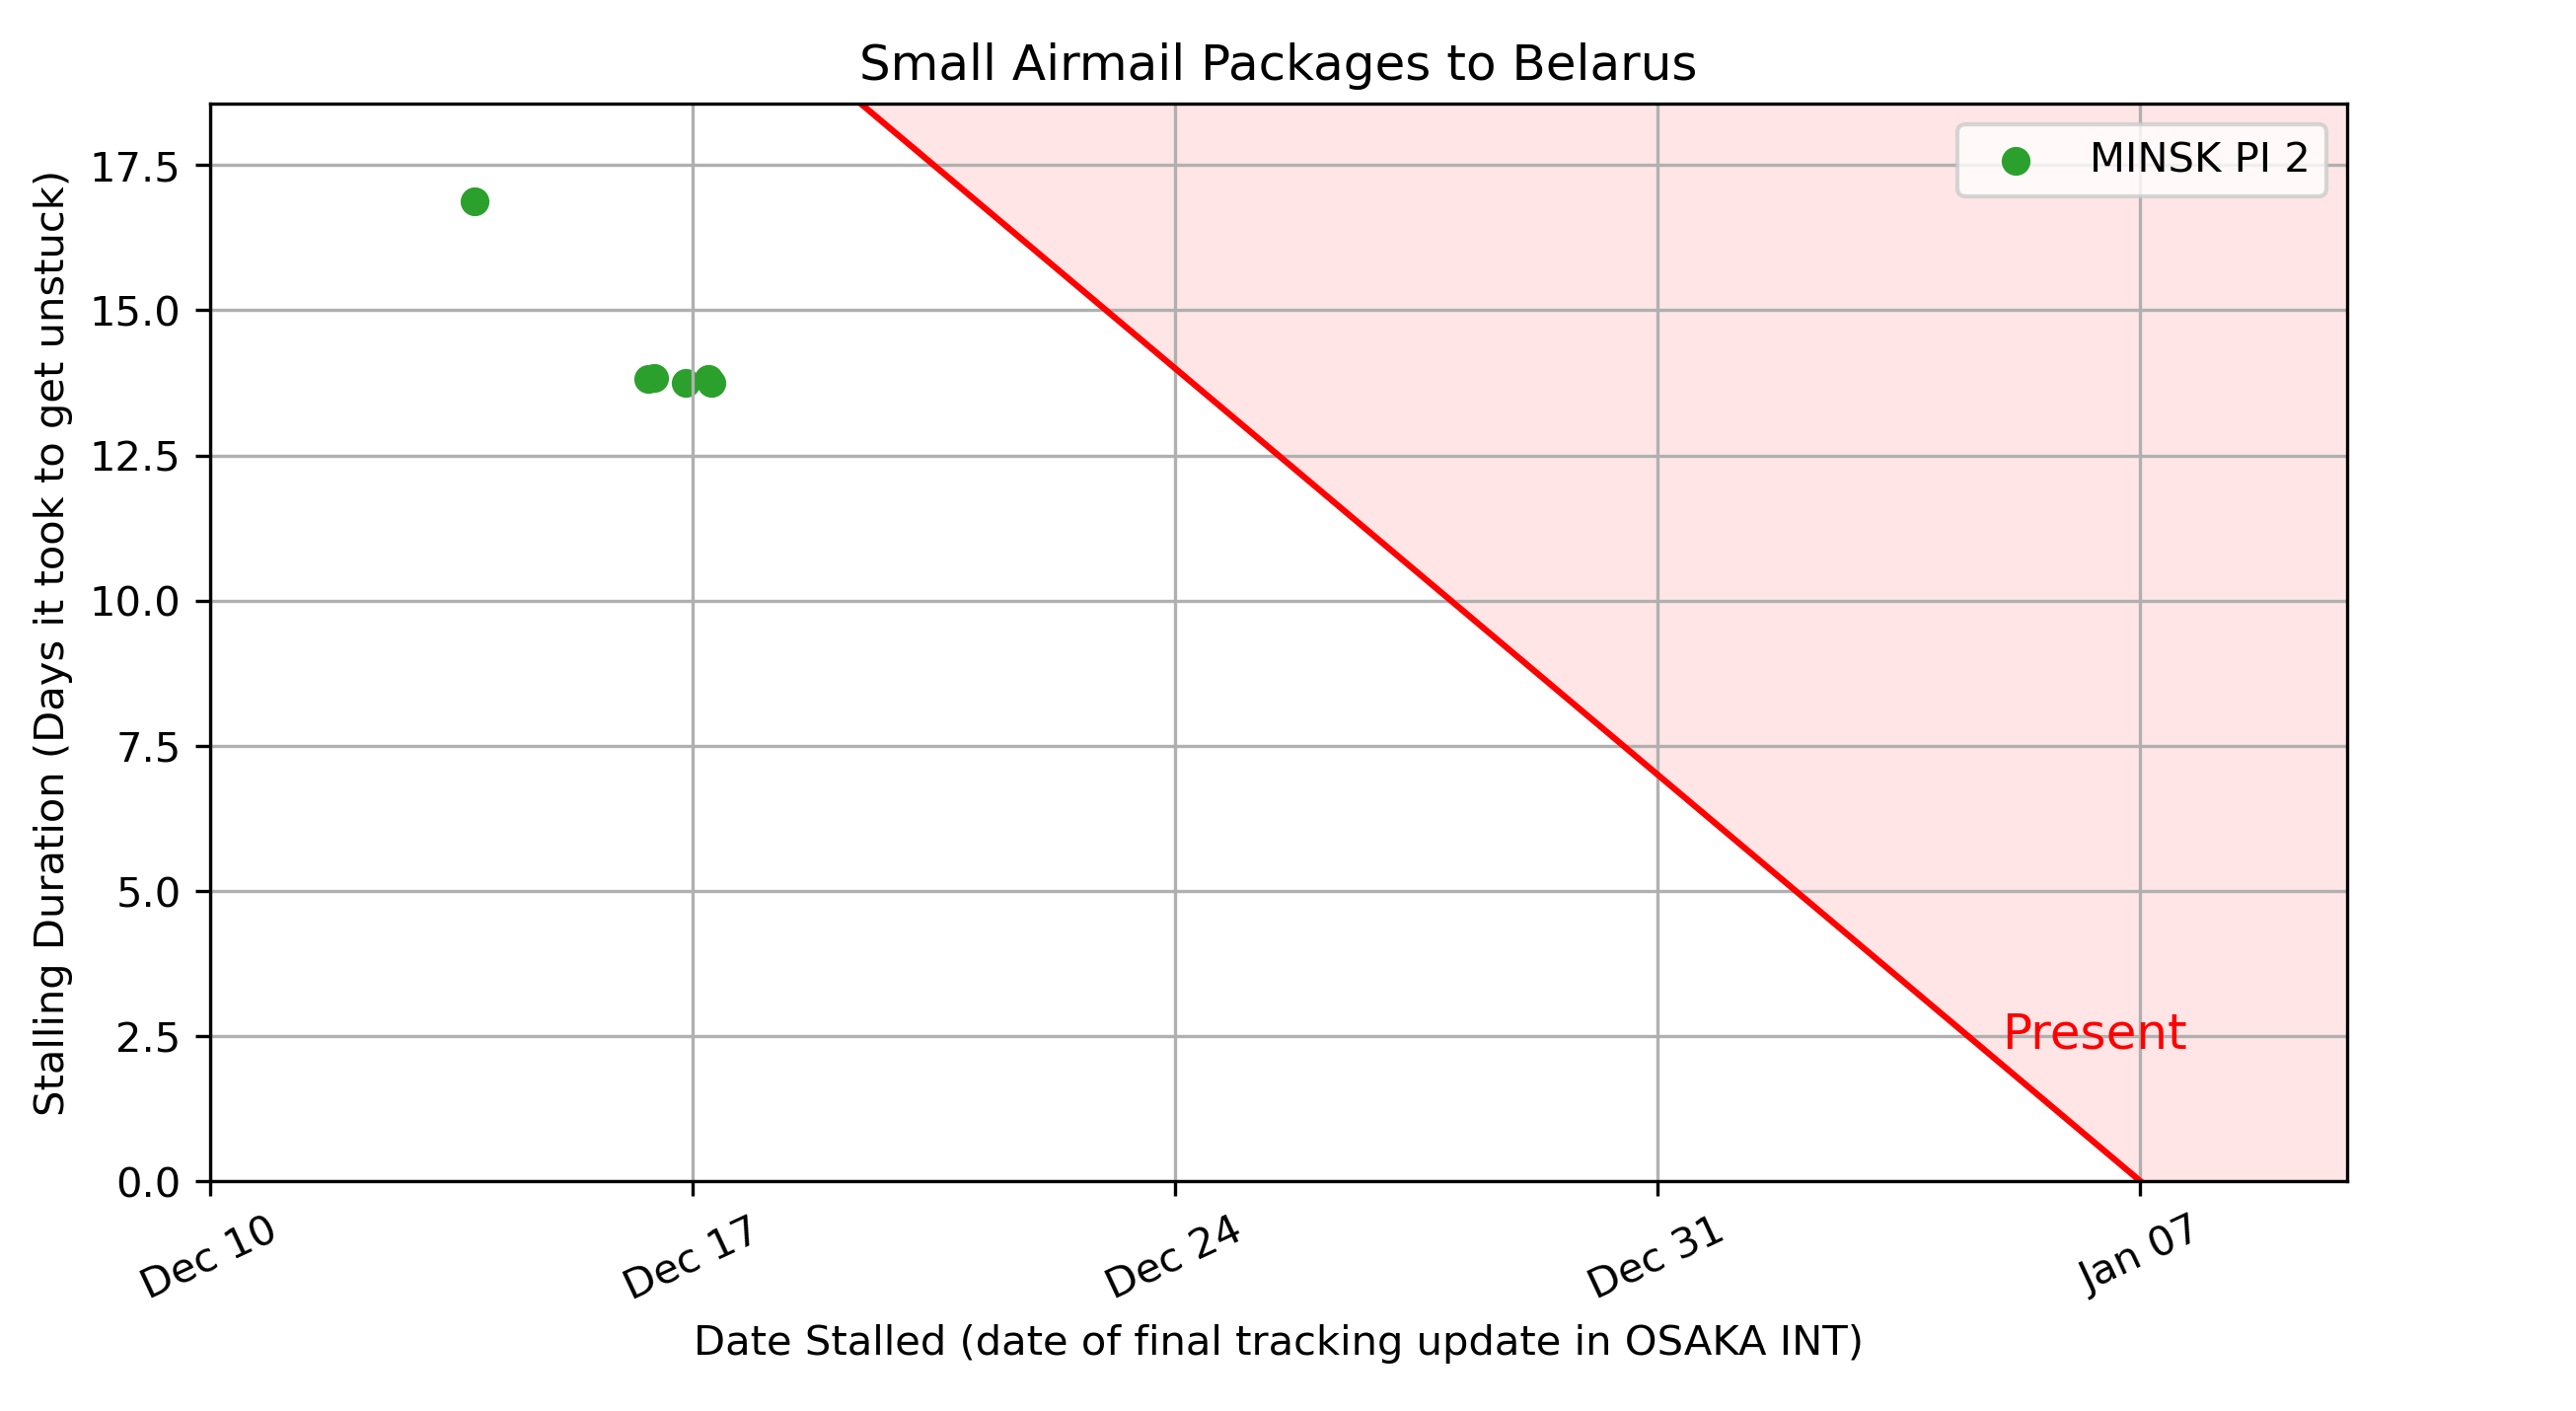 Small Airmail Packages to Belarus
MINSK PI 2
Stalling Duration (Days it took to get unstuck)
17.5
15.0
12.5
10.0
7.5
5.0
2.5
0.0
Present
Dec 10
Dec 17
Dec 24
Dec 31
Jan 07
Date Stalled (date of final tracking update in OSAKA INT)